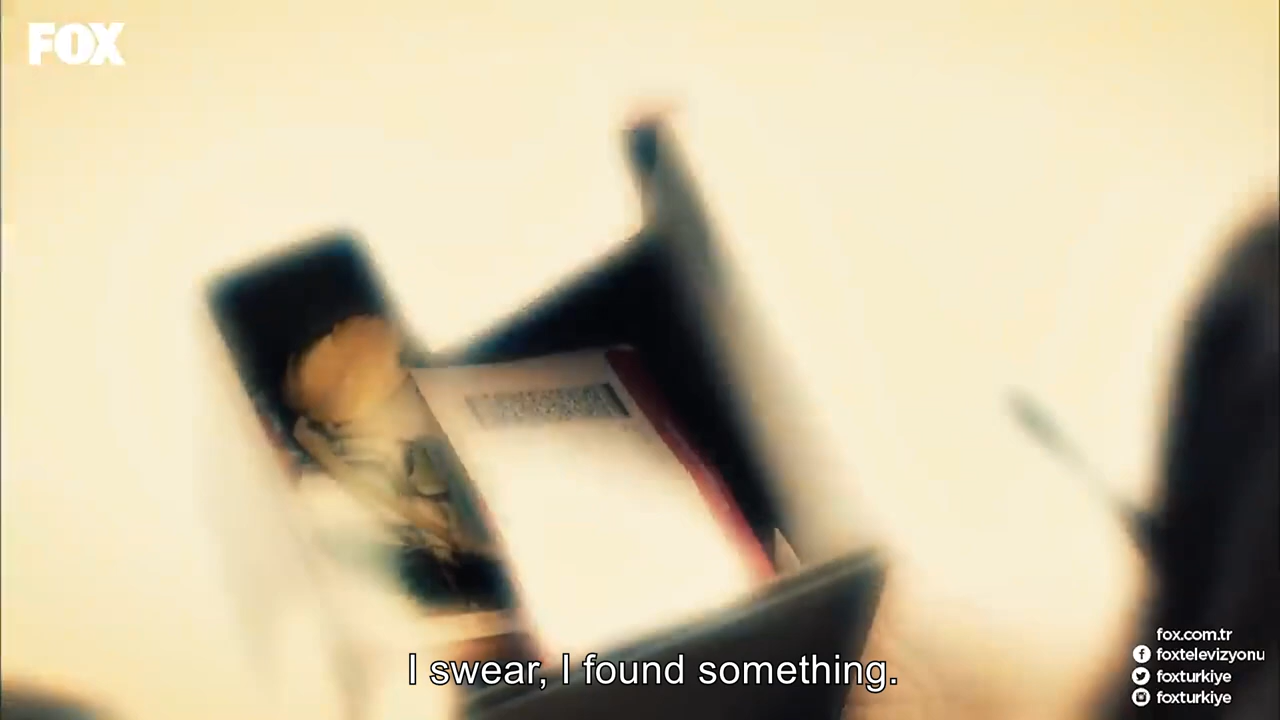 FOX
I swear, I found something.
fox.com.tr
foxtelevizyonu
foxturkiye
foxturkiye